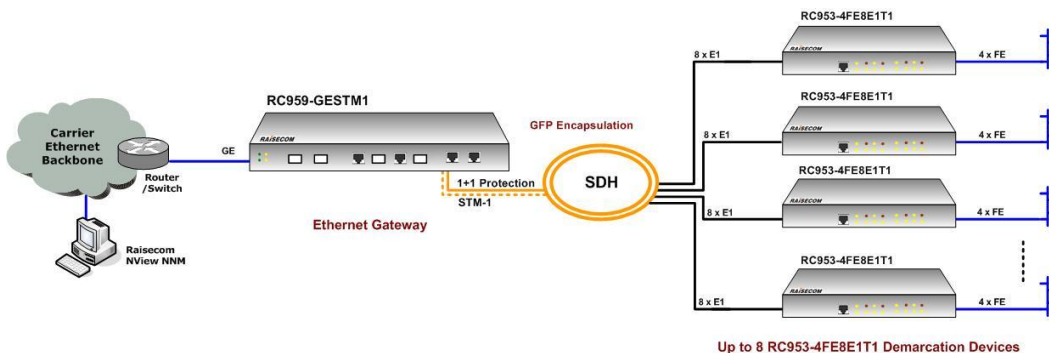 RC953-4FE8E1T1
RAISECOM
8 x E1
4 x FE
RC959-GESTM1
RAISECOM
GFP Encapsulation
RC953-4FE8E1T1
RAISECOM
8 x E1
4 x FE
Carrier
Ethernet
Backbone
GE
Router
/Switch
1+1 Protection
STM-1
SDH
RC953-4FE8E1T1
RAISECOM
8 x E1
4 x FE
Ethernet Gateway
Raisecom
NView NNM
RC953-4FE8E1T1
RAISECOM
8 x E1
4 x FE
Up to 8 RC953-4FE8E1T1 Demarcation Devices